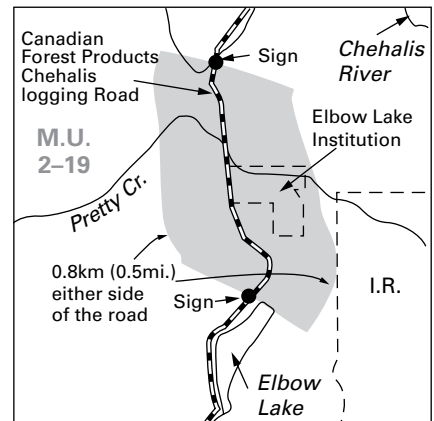 Canadian
Forest Products
Chehalis
logging Road
Sign
Chehalis
River
M.U.
2–19
Elbow Lake
Institution
Pretty Cr.
0.8km (0.5mi.)
either side
of the road
Sign
I.R.
Elbow
Lake